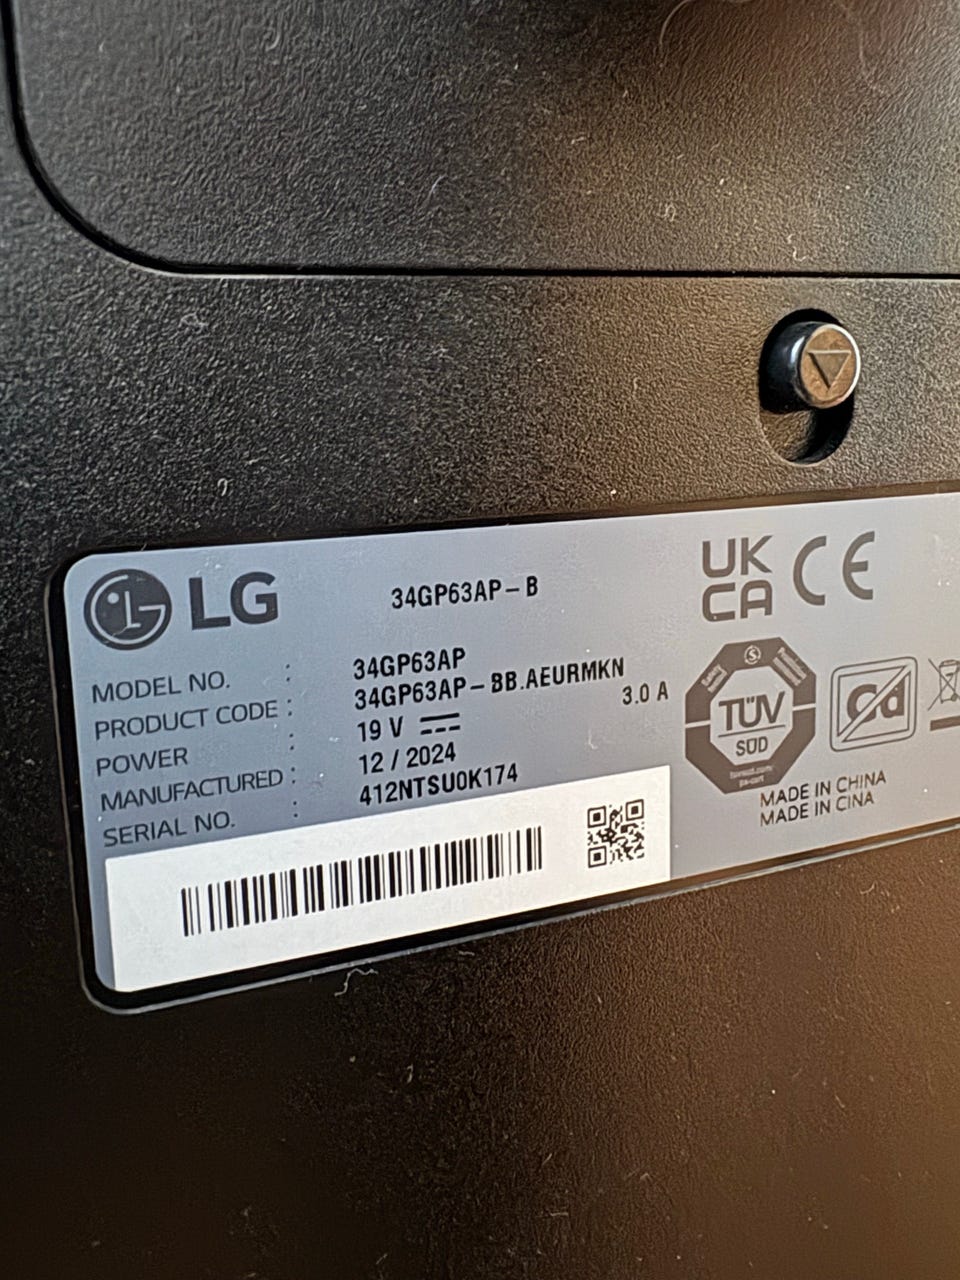 LG
34GP63AP-B
MODEL NO. : 34GP63AP
PRODUCT CODE : 34GP63AP-BB.AEURMKN
POWER : 19 V 3.0 A
MANUFACTURED : 12 / 2024
SERIAL NO. : 412NTSU0K174
UK
CA
CE
TÜV
SÜD
Cd
MADE IN CHINA
MADE IN CINA